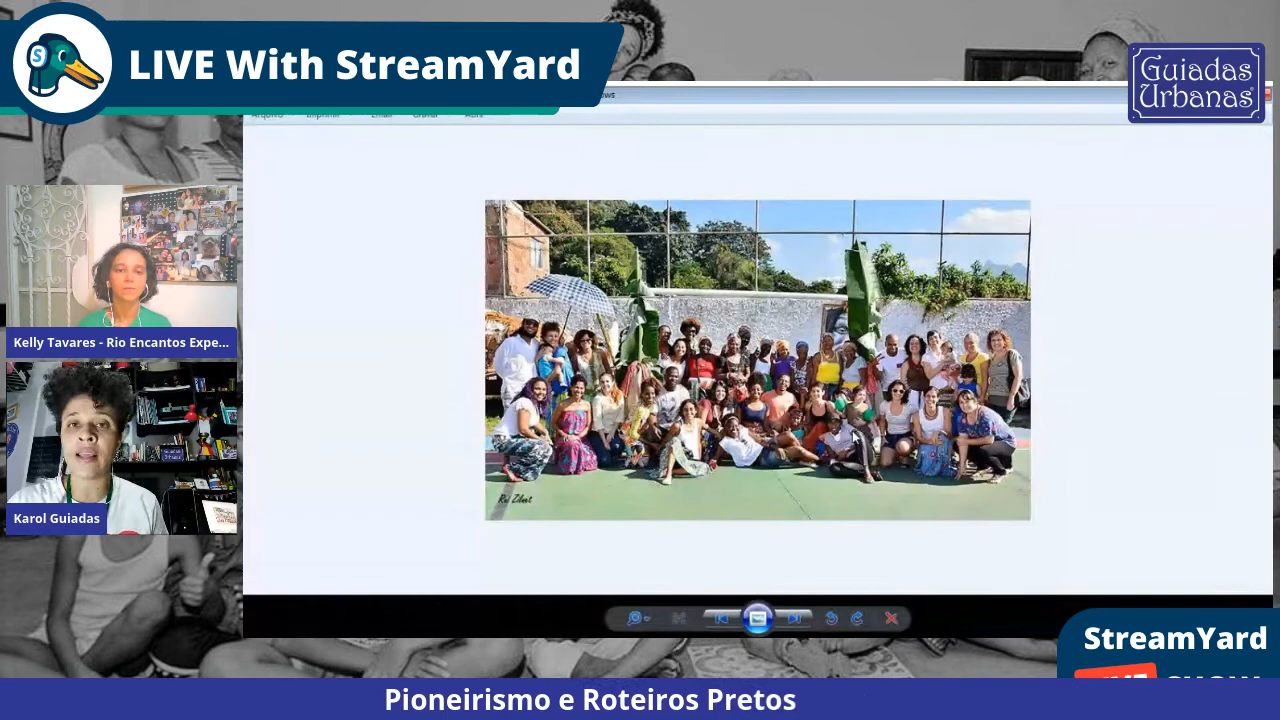 LIVE With StreamYard
Guiadas
Urbanas
Kelly Tavares - Rio Encantos Expe...
Karol Guiadas
StreamYard
Pioneirismo e Roteiros Pretos